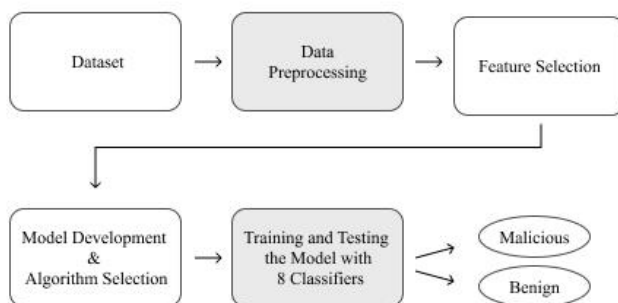 Dataset
Data
Preprocessing
Feature Selection
Model Development
&
Algorithm Selection
Training and Testing
the Model with
8 Classifiers
Malicious
Benign